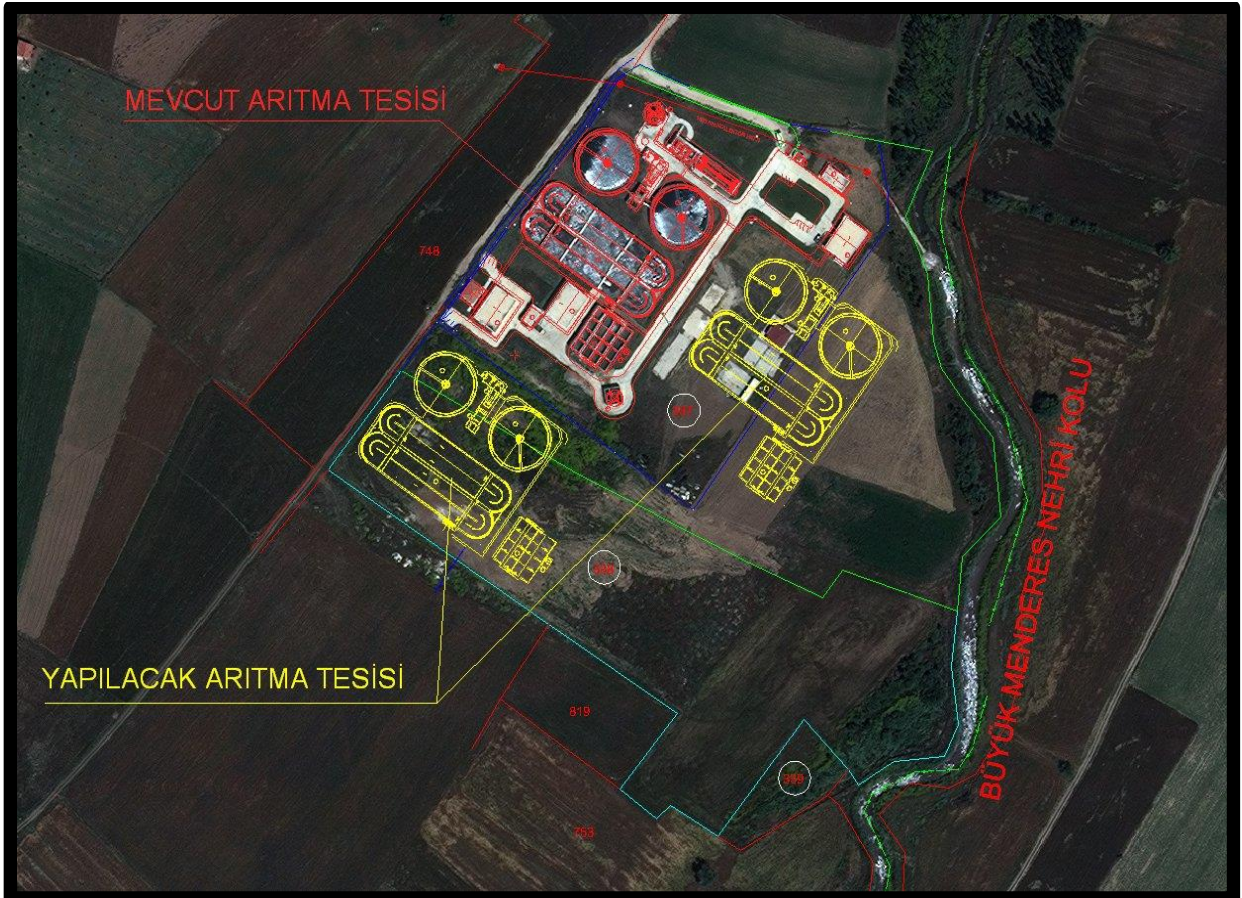 MEVCUT ARITMA TESİSİ
748
YAPILACAK ARITMA TESİSİ
819
753
BÜYÜK MENDERES NEHRİ KOLU